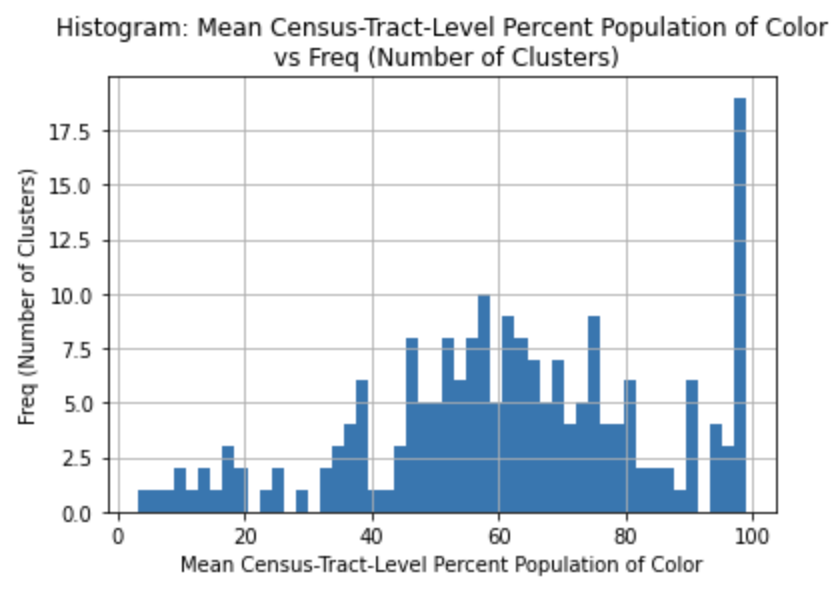 Histogram: Mean Census-Tract-Level Percent Population of Color
vs Freq (Number of Clusters)
17.5
15.0
12.5
10.0
7.5
5.0
2.5
0.0
Freq (Number of Clusters)
0 20 40 60 80 100
Mean Census-Tract-Level Percent Population of Color